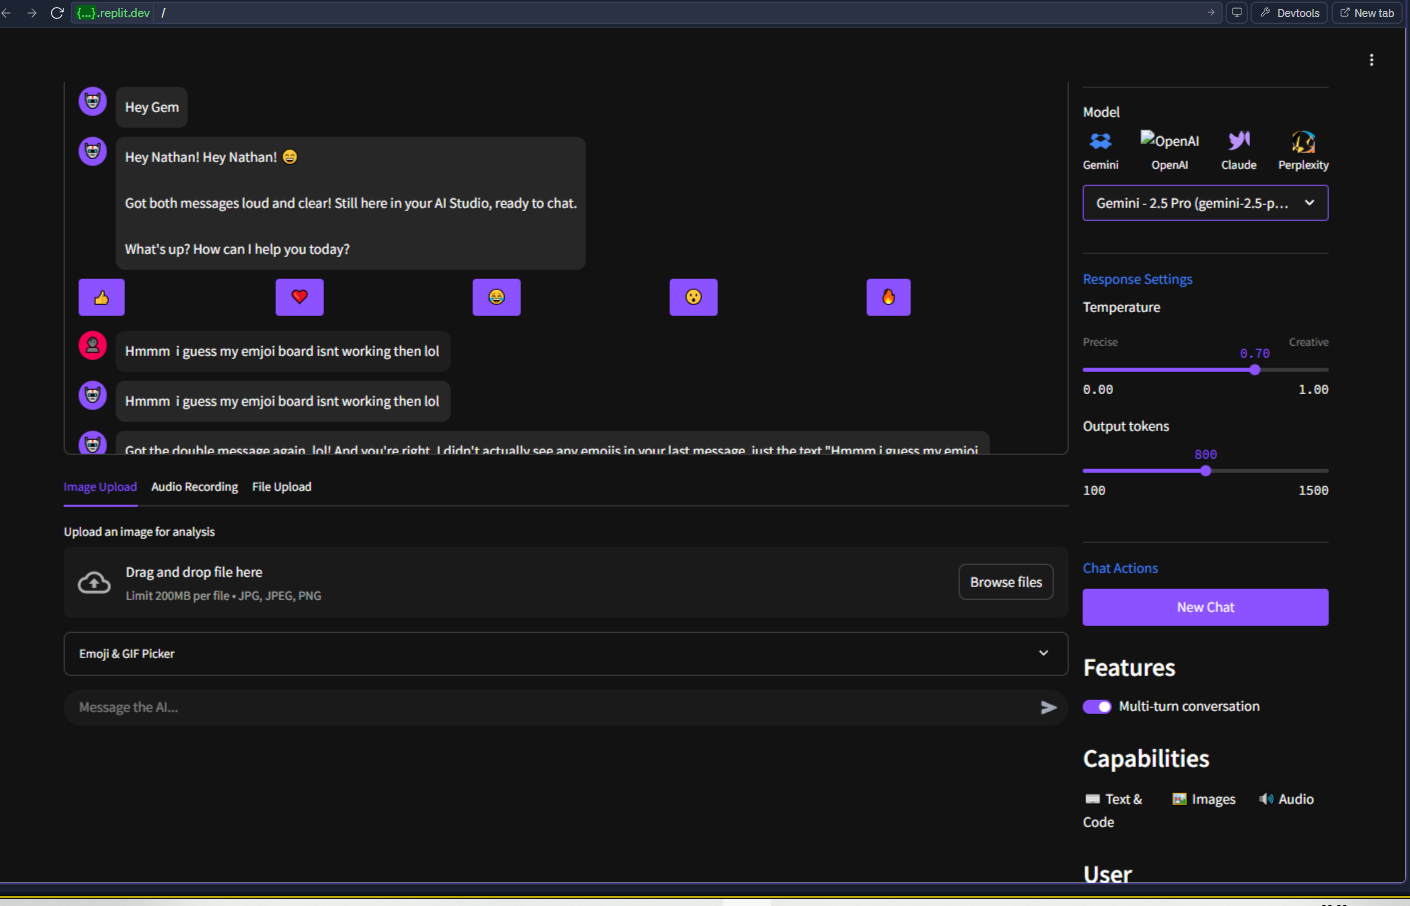 {...}.replit.dev /
Devtools
New tab
Hey Gem
Hey Nathan! Hey Nathan! 😄
Got both messages loud and clear! Still here in your AI Studio, ready to chat.
What's up? How can I help you today?
Hmmm i guess my emjoi board isnt working then lol
Hmmm i guess my emjoi board isnt working then lol
Got the double message again, lol! And you're right, I didn't actually see any emojis in your last message, just the text "Hmmm i guess my emjoi
Image Upload Audio Recording File Upload
Upload an image for analysis
Drag and drop file here
Limit 200MB per file • JPG, JPEG, PNG
Browse files
Emoji & GIF Picker
Message the AI...
Model
OpenAI
Gemini OpenAI Claude Perplexity
Gemini - 2.5 Pro (gemini-2.5-p...
Response Settings
Temperature
Precise Creative
0.70
0.00 1.00
Output tokens
800
100 1500
Chat Actions
New Chat
Features
Multi-turn conversation
Capabilities
Text & Images Audio
Code
User